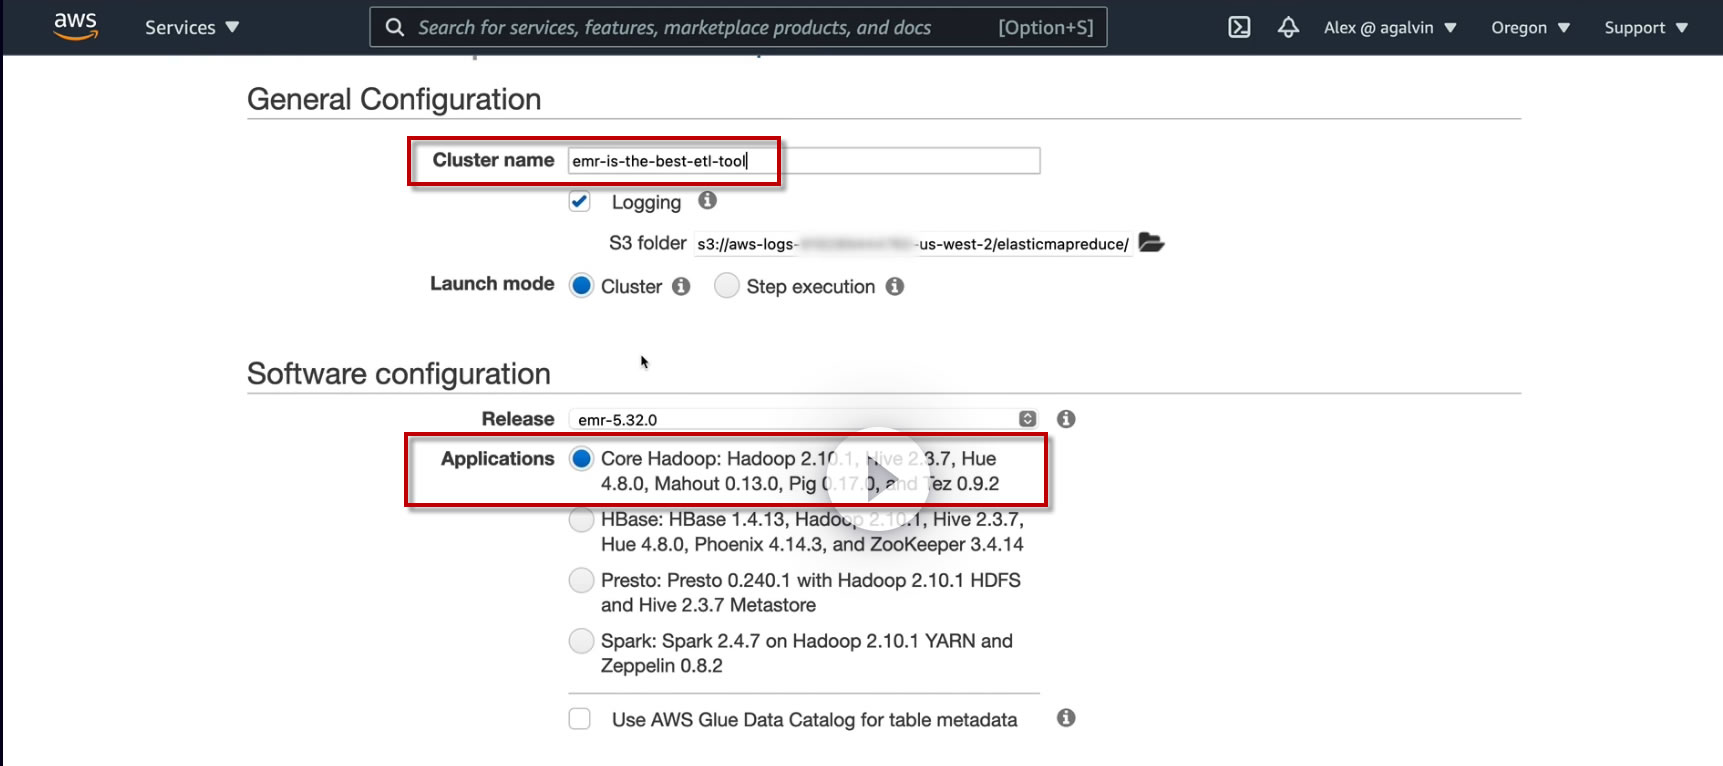 aws Services ▼ Search for services, features, marketplace products, and docs [Option+S] Alex @ agalvin ▼ Oregon ▼ Support ▼
General Configuration
Cluster name emr-is-the-best-etl-tool
Logging
S3 folder s3://aws-logs- -us-west-2/elasticmapreduce/
Launch mode Cluster Step execution
Software configuration
Release emr-5.32.0
Applications Core Hadoop: Hadoop 2.10.1, Hive 2.3.7, Hue
4.8.0, Mahout 0.13.0, Pig 0.17.0, and Tez 0.9.2
HBase: HBase 1.4.13, Hadoop 2.10.1, Hive 2.3.7,
Hue 4.8.0, Phoenix 4.14.3, and ZooKeeper 3.4.14
Presto: Presto 0.240.1 with Hadoop 2.10.1 HDFS
and Hive 2.3.7 Metastore
Spark: Spark 2.4.7 on Hadoop 2.10.1 YARN and
Zeppelin 0.8.2
Use AWS Glue Data Catalog for table metadata